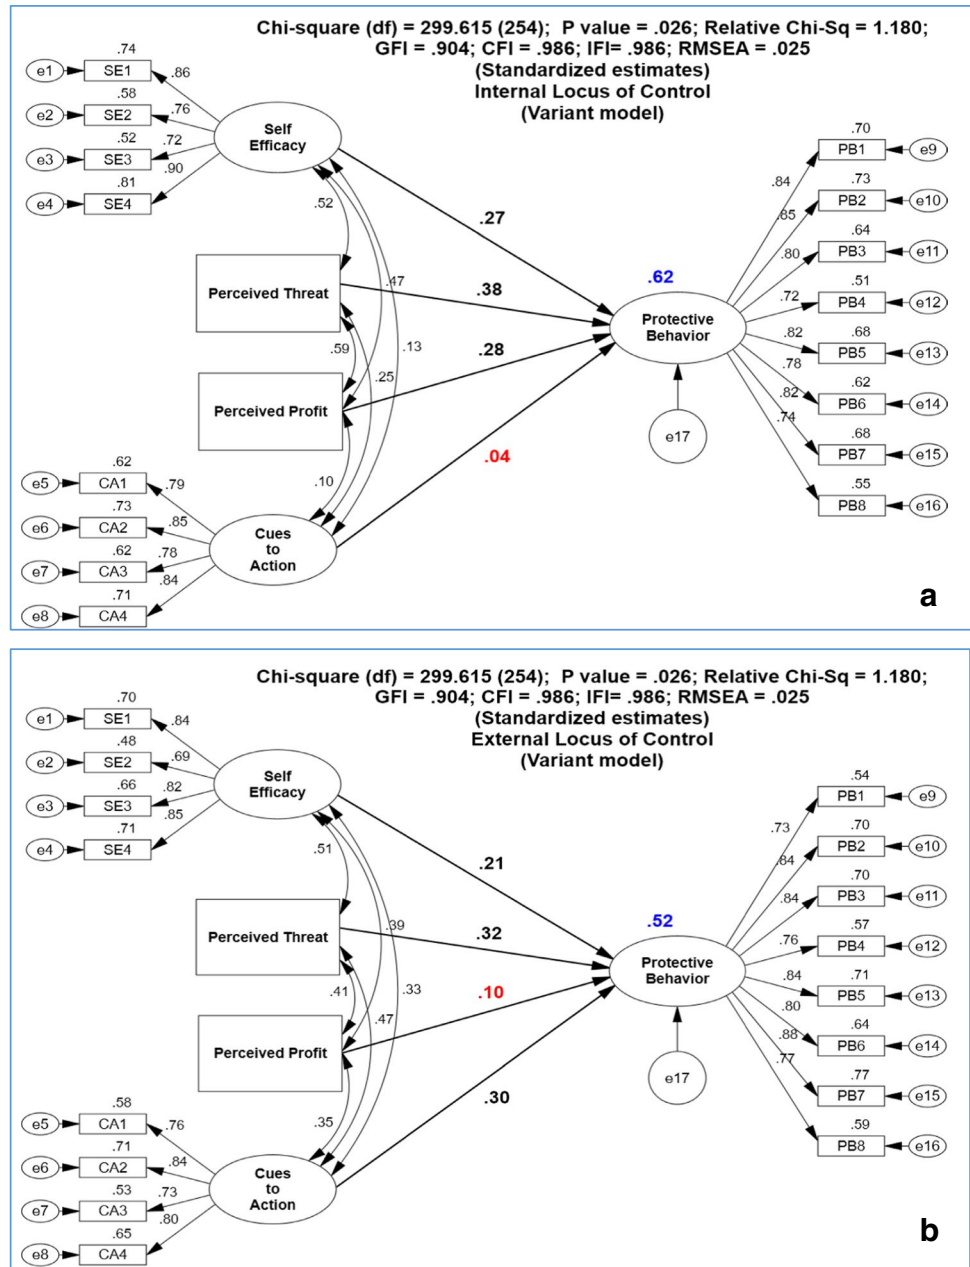 Chi-square (df) = 299.615 (254);  P value = .026; Relative Chi-Sq = 1.180;
GFI = .904; CFI = .986; IFI= .986; RMSEA = .025
(Standardized estimates)
Internal Locus of Control
(Variant model)
.74
e1 SE1 .86
.58
e2 SE2 .76
.52
e3 SE3 .72
.81
e4 SE4 .90
Self
Efficacy
.52
.27
Perceived Threat
.47
.38
.59
.13
.25
.28
Perceived Profit
.10
.04
.62
e5 CA1 .79
.73
e6 CA2 .85
.62
e7 CA3 .78
.71
e8 CA4 .84
Cues
to
Action
.62
Protective
Behavior
e17
.70
.84 PB1 e9
.73
.85 PB2 e10
.64
.80 PB3 e11
.51
.72 PB4 e12
.68
.82 PB5 e13
.62
.78 PB6 e14
.68
.82 PB7 e15
.55
.74 PB8 e16
a
Chi-square (df) = 299.615 (254);  P value = .026; Relative Chi-Sq = 1.180;
GFI = .904; CFI = .986; IFI= .986; RMSEA = .025
(Standardized estimates)
External Locus of Control
(Variant model)
.70
e1 SE1 .84
.48
e2 SE2 .69
.66
e3 SE3 .82
.71
e4 SE4 .85
Self
Efficacy
.51
.21
Perceived Threat
.39
.32
.41
.33
.47
.10
Perceived Profit
.35
.30
.58
e5 CA1 .76
.71
e6 CA2 .84
.53
e7 CA3 .73
.65
e8 CA4 .80
Cues
to
Action
.52
Protective
Behavior
e17
.54
.73 PB1 e9
.70
.84 PB2 e10
.70
.84 PB3 e11
.57
.76 PB4 e12
.71
.84 PB5 e13
.64
.80 PB6 e14
.77
.88 PB7 e15
.59
.77 PB8 e16
b